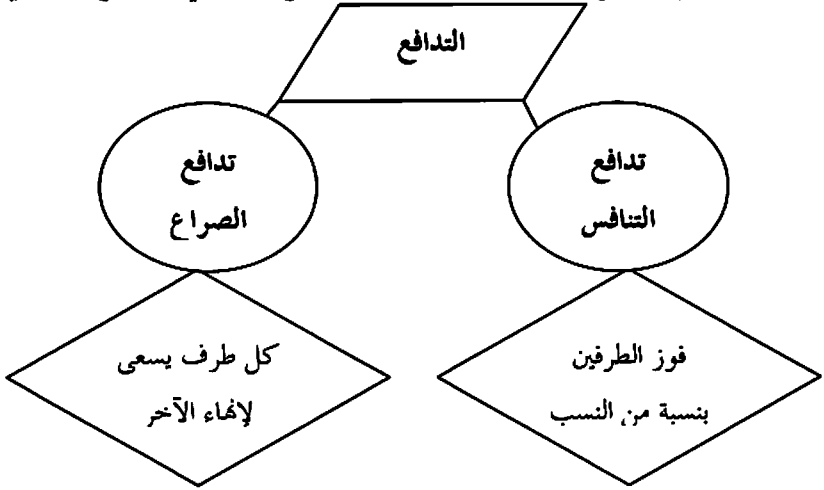 التدافع
تدافع
التنافس
تدافع
الصراع
فوز الطرفين
بنسبة من النسب
كل طرف يسعى
لإنهاء الآخر